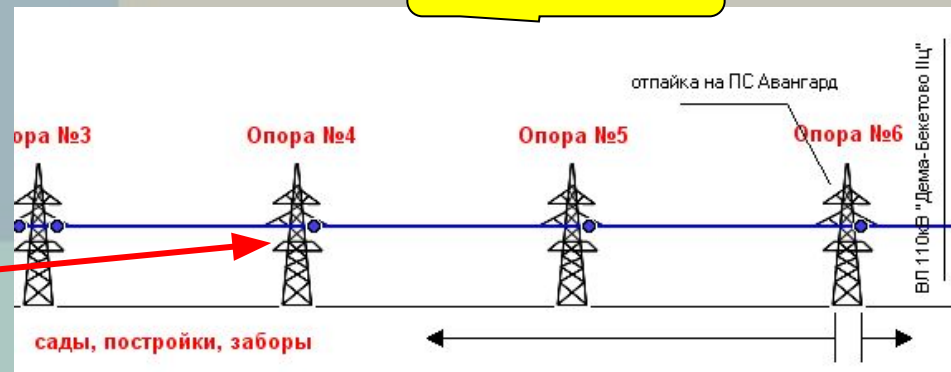 отпайка на ПС Авангард
опора №3
Опора №4
Опора №5
Опора №6
ВЛ 110кВ "Дема-Бекетово IIц"
сады, постройки, заборы